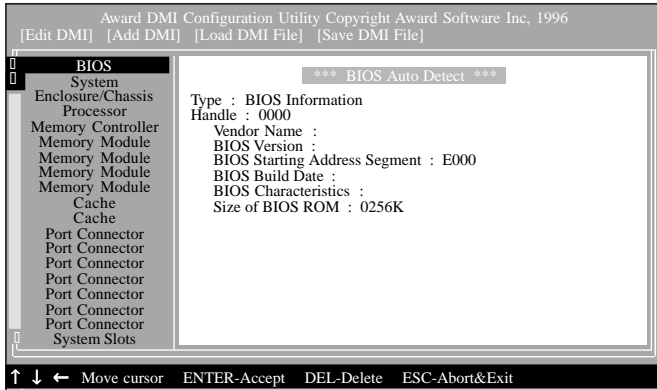 Award DMI Configuration Utility Copyright Award Software Inc, 1996
[Edit DMI] [Add DMI] [Load DMI File] [Save DMI File]
BIOS
System
Enclosure/Chassis
Processor
Memory Controller
Memory Module
Memory Module
Memory Module
Memory Module
Cache
Cache
Port Connector
Port Connector
Port Connector
Port Connector
Port Connector
Port Connector
Port Connector
System Slots
*** BIOS Auto Detect ***
Type : BIOS Information
Handle : 0000
Vendor Name :
BIOS Version :
BIOS Starting Address Segment : E000
BIOS Build Date :
BIOS Characteristics :
Size of BIOS ROM : 0256K
↑ ↓ ← Move cursor ENTER-Accept DEL-Delete ESC-Abort&Exit